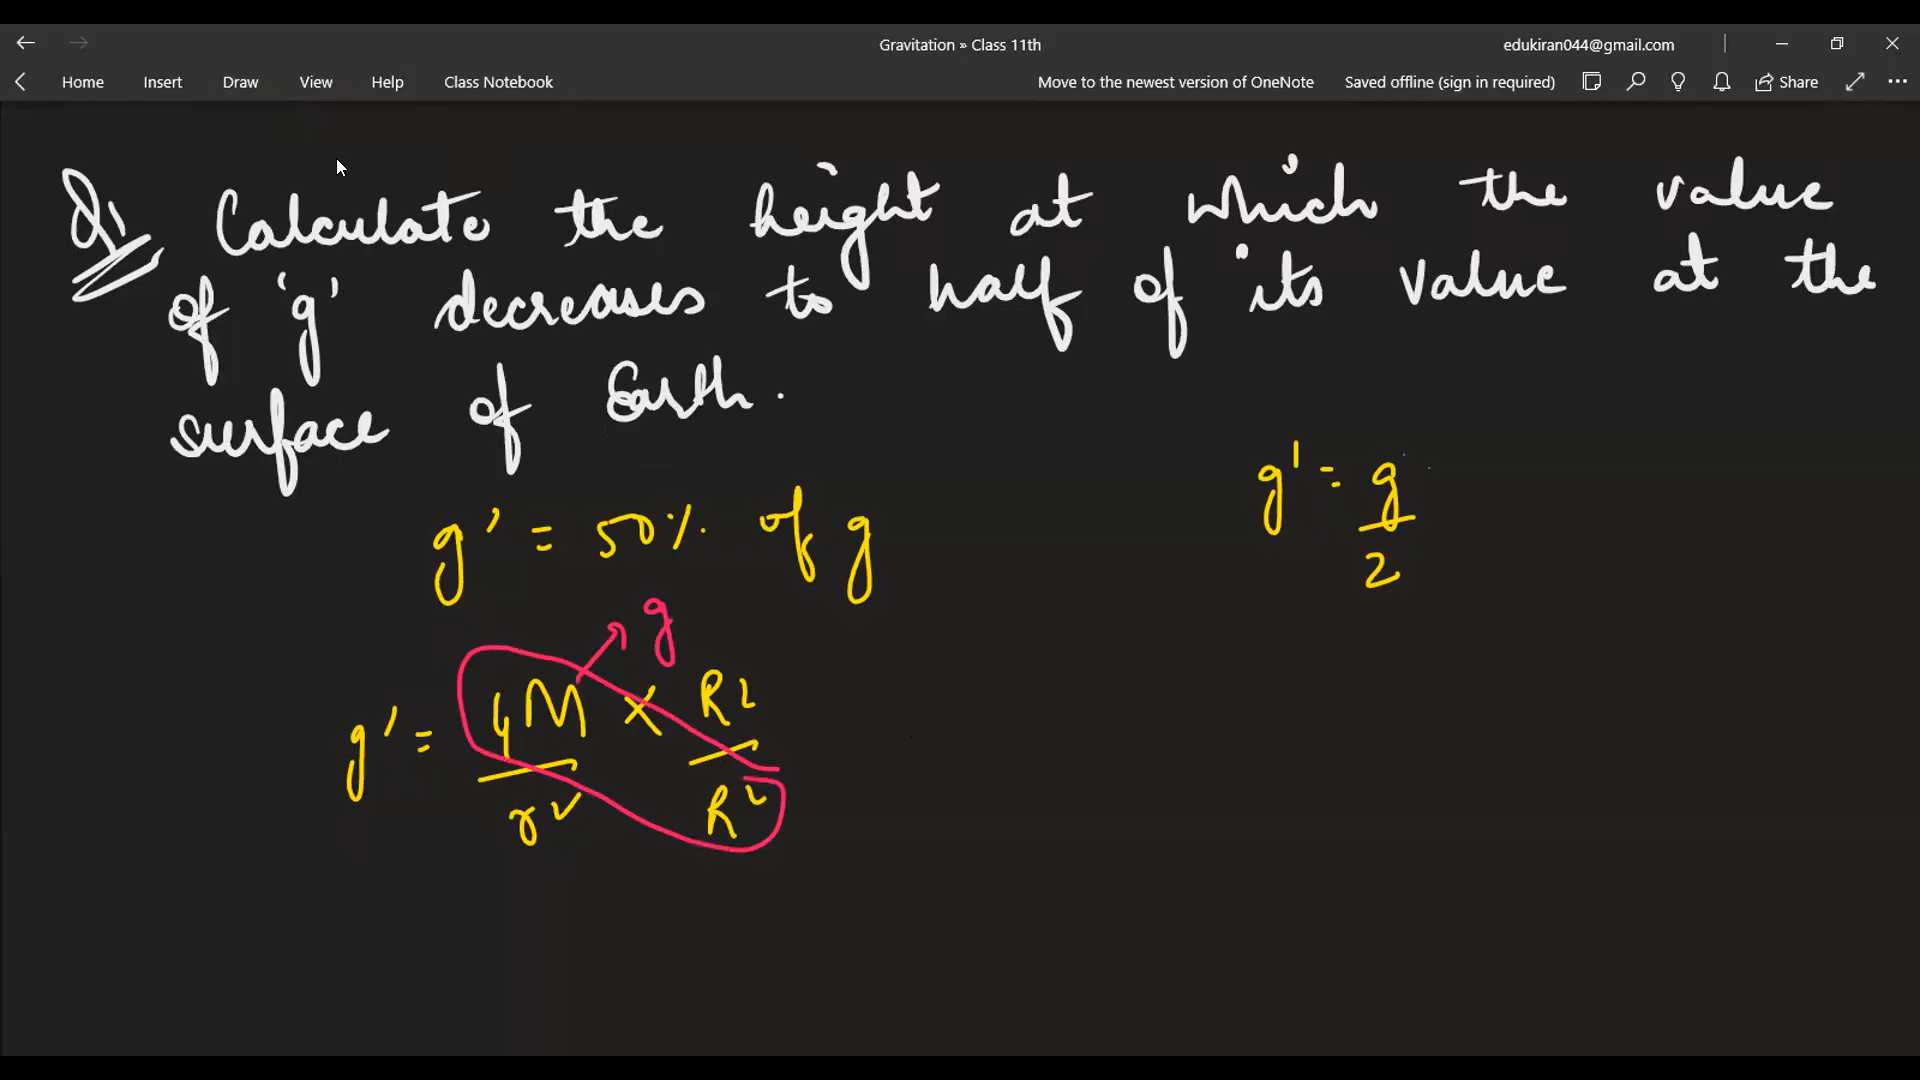 Gravitation » Class 11th
edukiran044@gmail.com
Home Insert Draw View Help Class Notebook
Move to the newest version of OneNote Saved offline (sign in required) Share
Q1 Calculate the height at which the value
of 'g' decreases to half of its value at the
surface of Earth.
g' = g/2
g' = 50% of g
g
g' = GM/r² × R²/R²